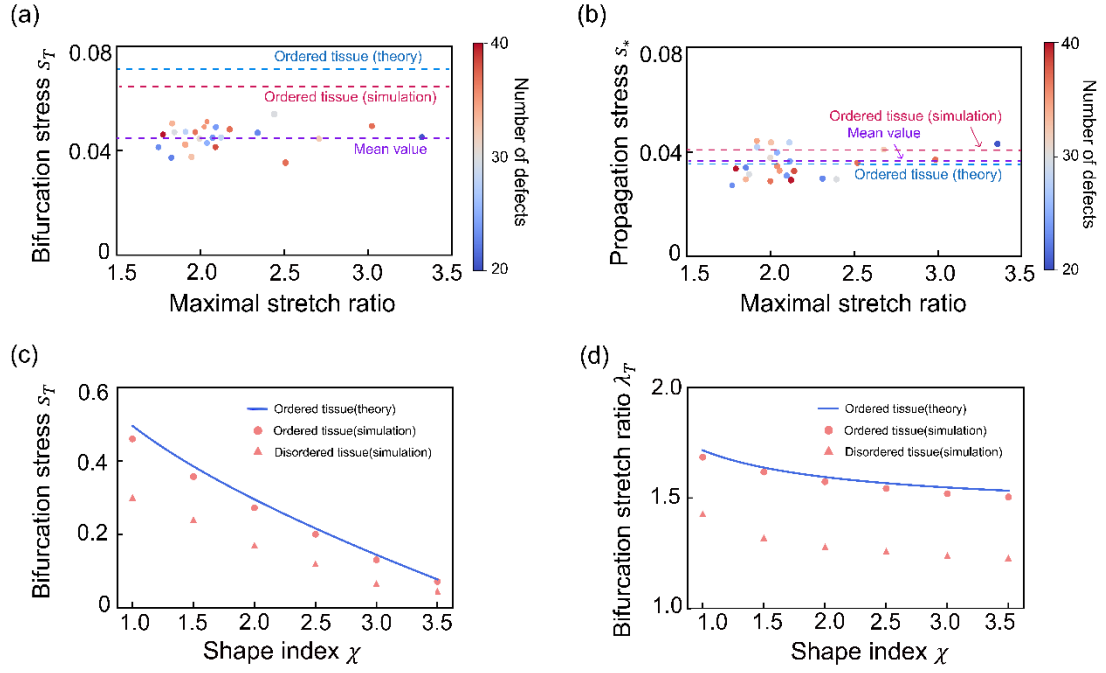 (a)
Bifurcation stress s_T
0.08
0.04
0
Ordered tissue (theory)
Ordered tissue (simulation)
Mean value
1.5 2.0 2.5 3.0 3.5
Maximal stretch ratio
40
30
20
Number of defects
(b)
Propagation stress s_*
0.08
0.04
0
Ordered tissue (simulation)
Mean value
Ordered tissue (theory)
1.5 2.0 2.5 3.0 3.5
Maximal stretch ratio
40
30
20
Number of defects
(c)
Bifurcation stress s_T
0.6
0.4
0.2
0
Ordered tissue(theory)
Ordered tissue(simulation)
Disordered tissue(simulation)
1.0 1.5 2.0 2.5 3.0 3.5
Shape index χ
(d)
Bifurcation stretch ratio λ_T
2.0
1.5
1.0
Ordered tissue(theory)
Ordered tissue(simulation)
Disordered tissue(simulation)
1.0 1.5 2.0 2.5 3.0 3.5
Shape index χ